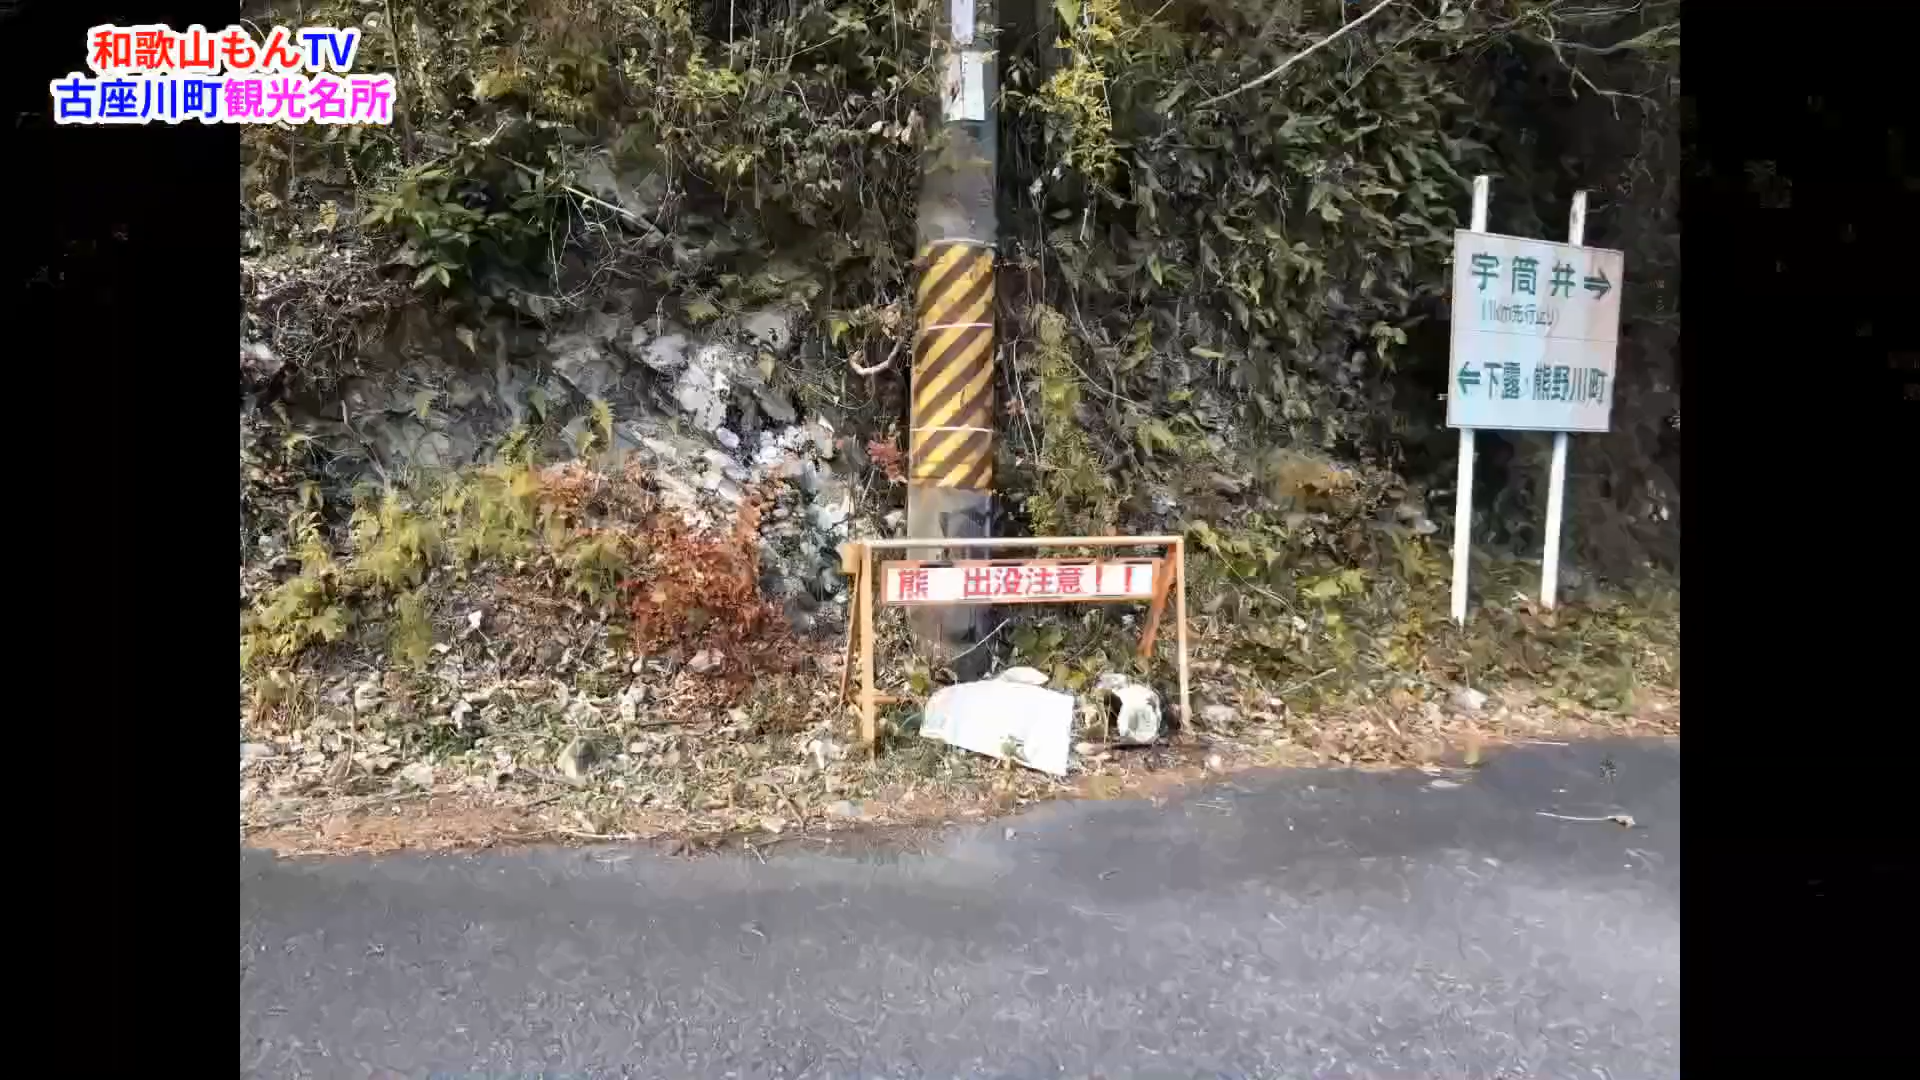 和歌山もんTV
古座川町観光名所
宇筒井→
(1km先行止り)
←下露・熊野川町
熊　出没注意！！